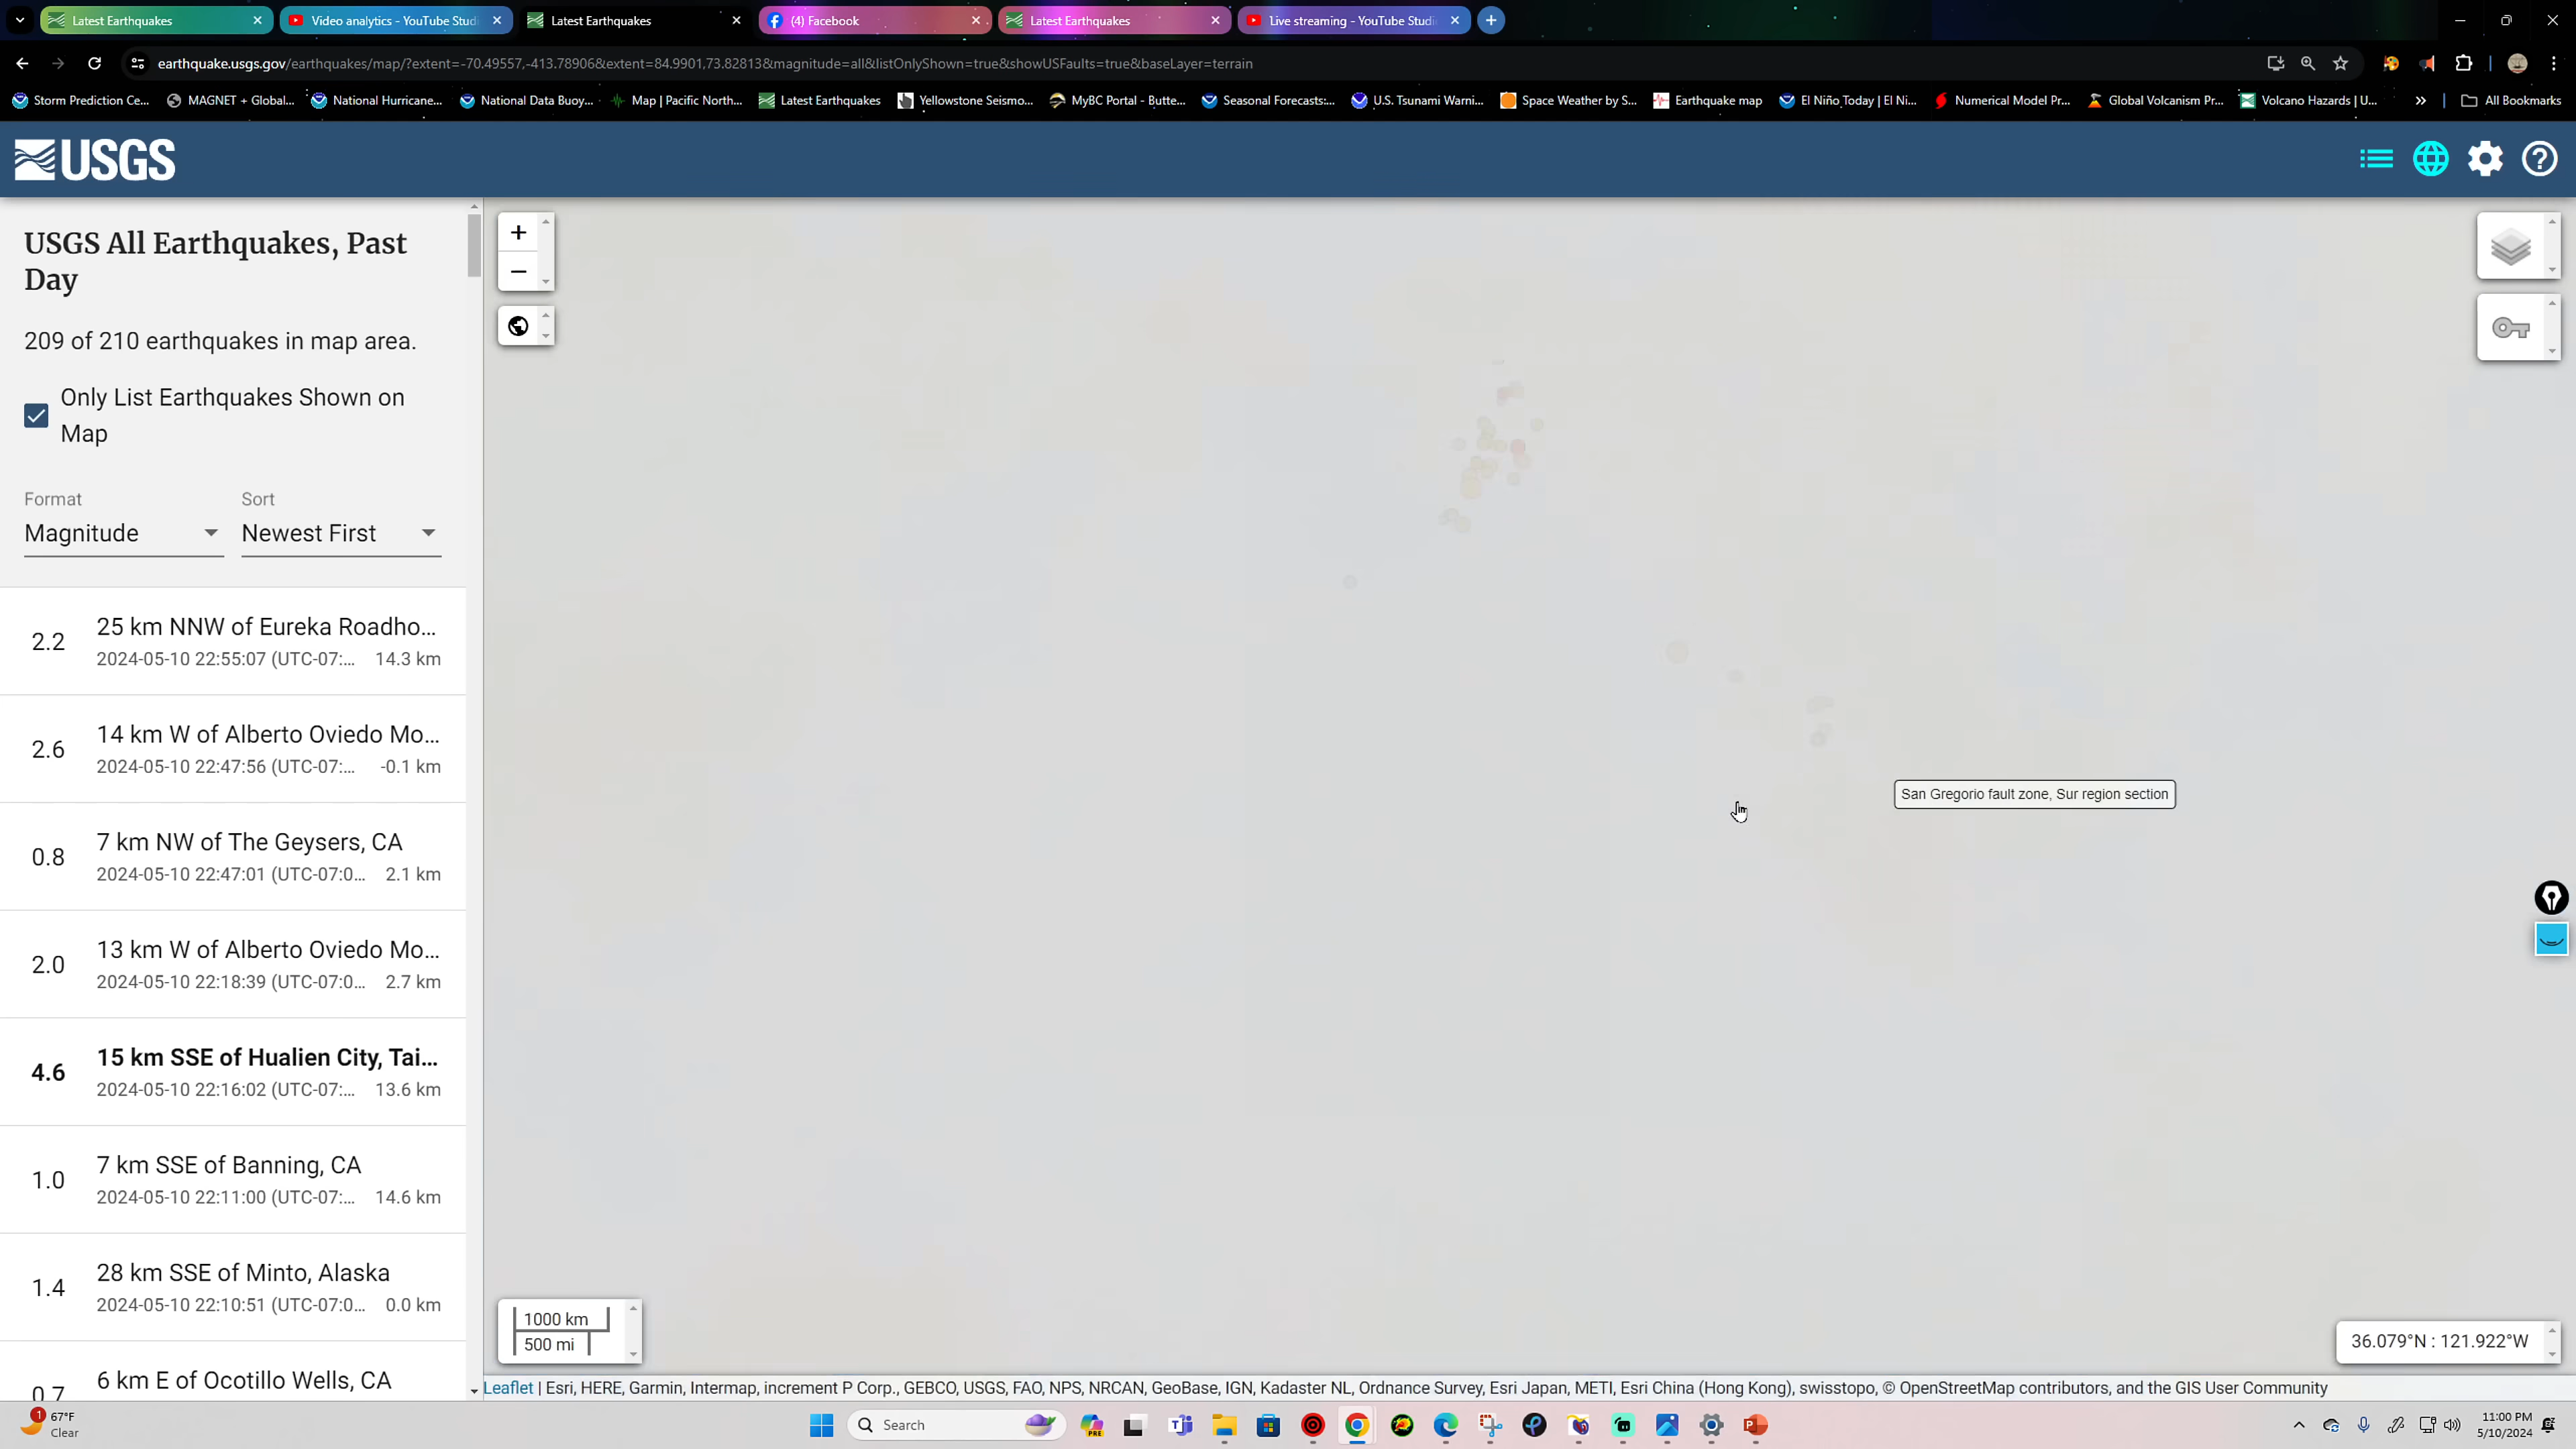 Latest Earthquakes
Video analytics - YouTube Studi
Latest Earthquakes
(4) Facebook
Latest Earthquakes
Live streaming - YouTube Studi
earthquake.usgs.gov/earthquakes/map/?extent=-70.49557,-413.78906&extent=84.9901,73.82813&magnitude=all&listOnlyShown=true&showUSFaults=true&baseLayer=terrain
Storm Prediction Ce...
MAGNET + Global...
National Hurricane...
National Data Buoy...
Map | Pacific North...
Latest Earthquakes
Yellowstone Seismo...
MyBC Portal - Butte...
Seasonal Forecasts:...
U.S. Tsunami Warni...
Space Weather by S...
Earthquake map
El Niño Today | El Ni...
Numerical Model Pr...
Global Volcanism Pr...
Volcano Hazards | U...
All Bookmarks
USGS
USGS All Earthquakes, Past
Day
209 of 210 earthquakes in map area.
Only List Earthquakes Shown on
Map
Format
Sort
Magnitude
Newest First
2.2
25 km NNW of Eureka Roadho...
2024-05-10 22:55:07 (UTC-07:... 14.3 km
2.6
14 km W of Alberto Oviedo Mo...
2024-05-10 22:47:56 (UTC-07:... -0.1 km
0.8
7 km NW of The Geysers, CA
2024-05-10 22:47:01 (UTC-07:0... 2.1 km
2.0
13 km W of Alberto Oviedo Mo...
2024-05-10 22:18:39 (UTC-07:0... 2.7 km
4.6
15 km SSE of Hualien City, Tai...
2024-05-10 22:16:02 (UTC-07:... 13.6 km
1.0
7 km SSE of Banning, CA
2024-05-10 22:11:00 (UTC-07:... 14.6 km
1.4
28 km SSE of Minto, Alaska
2024-05-10 22:10:51 (UTC-07:0... 0.0 km
0.7
6 km E of Ocotillo Wells, CA
San Gregorio fault zone, Sur region section
1000 km
500 mi
36.079°N : 121.922°W
Leaflet | Esri, HERE, Garmin, Intermap, increment P Corp., GEBCO, USGS, FAO, NPS, NRCAN, GeoBase, IGN, Kadaster NL, Ordnance Survey, Esri Japan, METI, Esri China (Hong Kong), swisstopo, © OpenStreetMap contributors, and the GIS User Community
1
67°F
Clear
Search
PRE
11:00 PM
5/10/2024